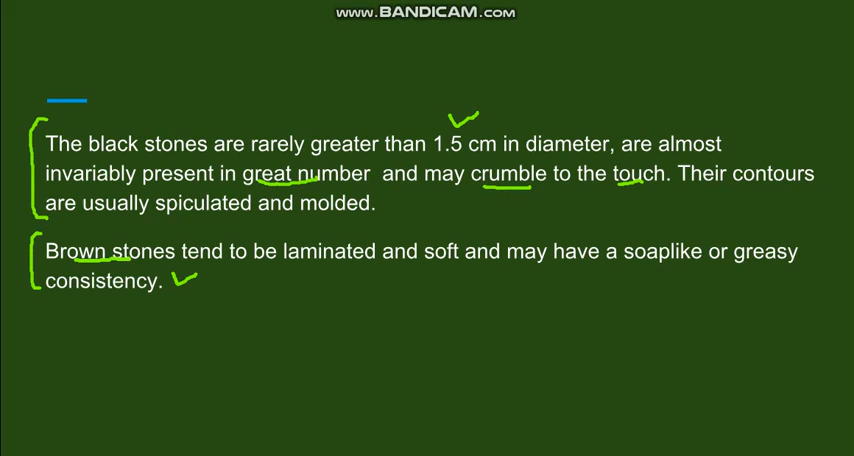 www.BANDICAM.com
The black stones are rarely greater than 1.5 cm in diameter, are almost
invariably present in great number and may crumble to the touch. Their contours
are usually spiculated and molded.
Brown stones tend to be laminated and soft and may have a soaplike or greasy
consistency.